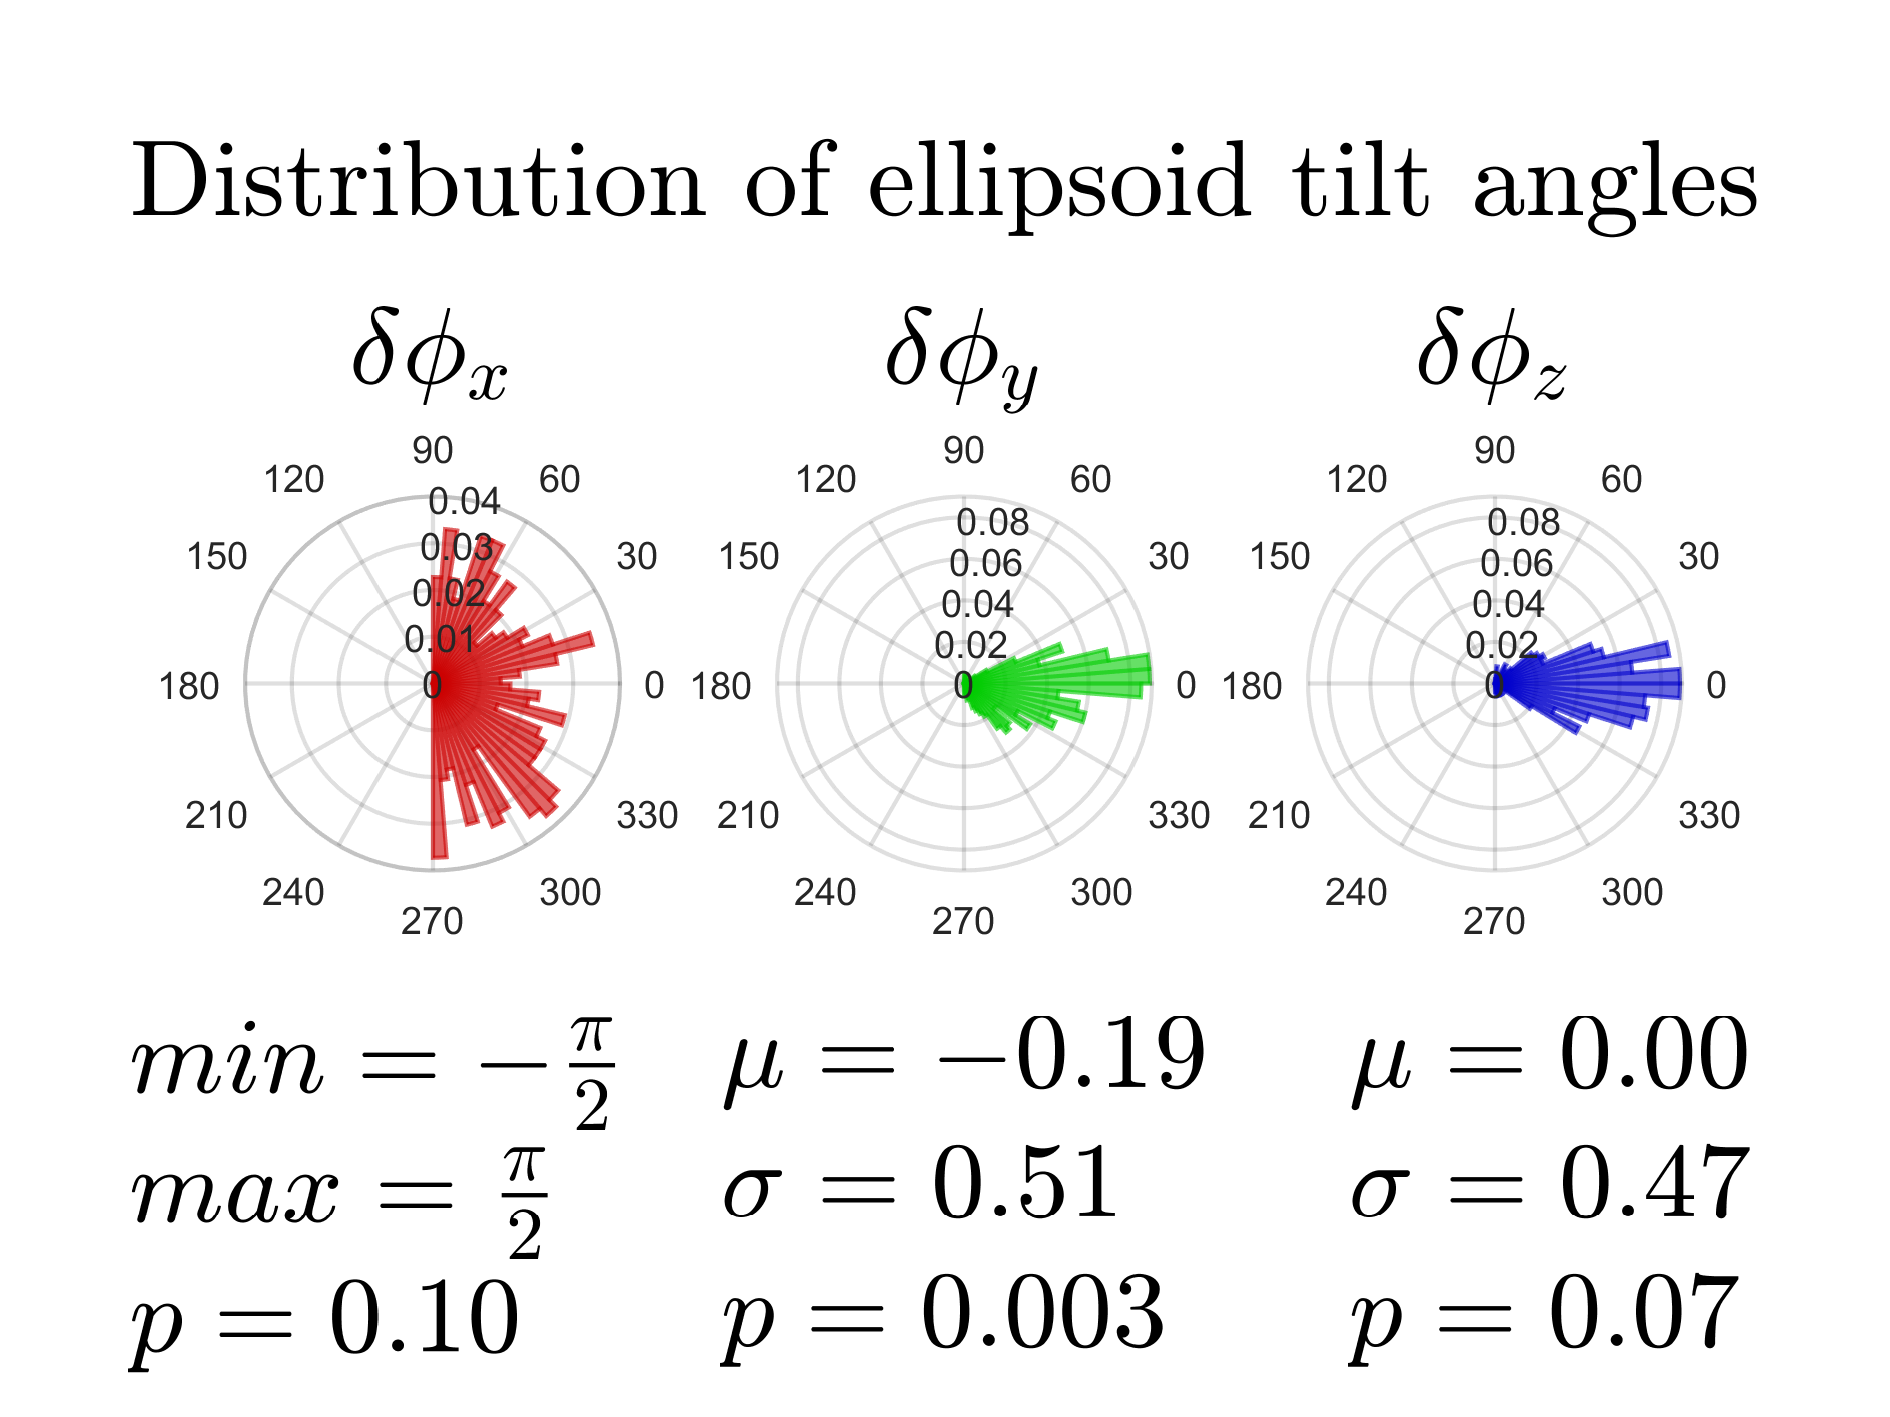 Distribution of ellipsoid tilt angles
δϕx δϕy δϕz
90 90 90
120 60 120 60 120 60
0.04 0.08 0.08
150 0.03 30 150 0.06 30 150 0.06 30
0.02 0.04 0.04
0.01 0.02 0.02
180 0 0 180 0 0 180 0 0
210 330 210 330 210 330
240 300 240 300 240 300
270 270 270
min = −π/2 μ = −0.19 μ = 0.00
max = π/2 σ = 0.51 σ = 0.47
p = 0.10 p = 0.003 p = 0.07